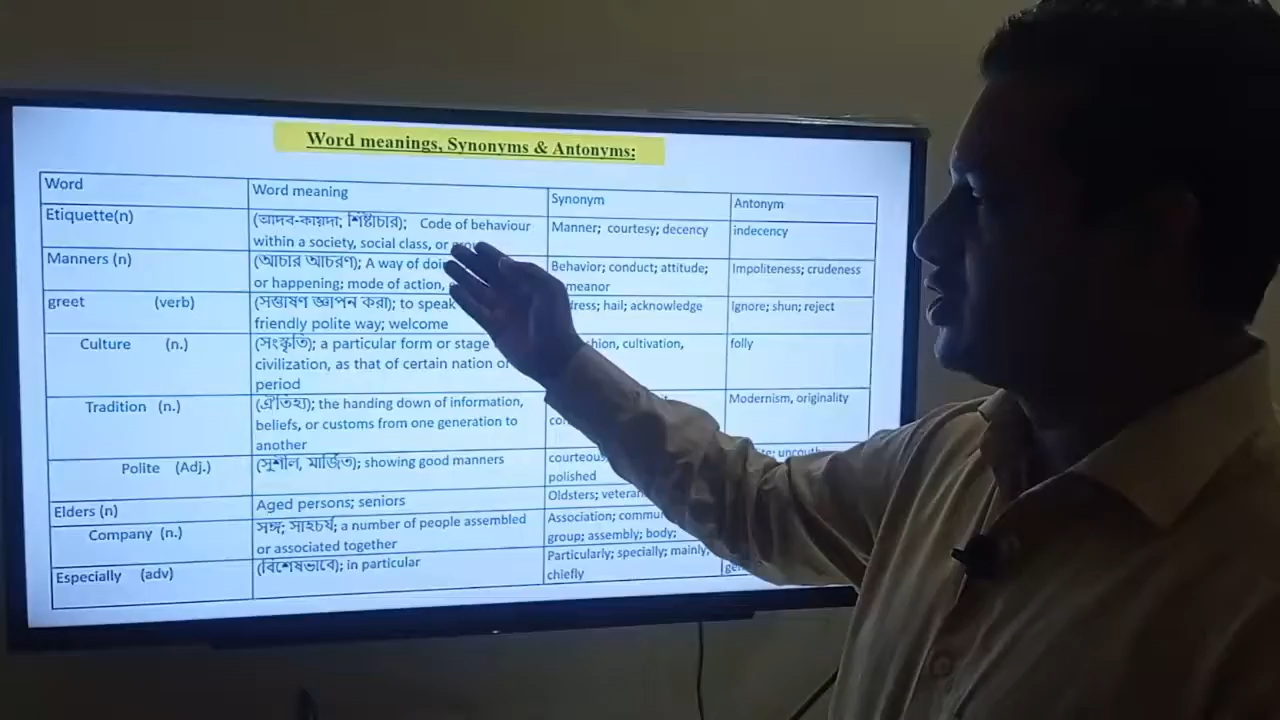 Word meanings, Synonyms & Antonyms:
Word Word meaning Synonym Antonym
Etiquette(n) (আদব-কায়দা; শিষ্টাচার); Code of behaviour Manner; courtesy; decency indecency
within a society, social class, or
Manners (n) (আচার আচরণ); A way of Behavior; conduct; attitude; Impoliteness; crudeness
or happening; mode of action,
greet (verb) (সম্ভাষণ জ্ঞাপন করা); to speak hail; acknowledge Ignore; shun; reject
friendly polite way; welcome
Culture (n.) (সংস্কৃতি); a particular form or stage cultivation, folly
civilization, as that of certain nation or
period
Tradition (n.) (ঐতিহ্য); the handing down of information, Modernism, originality
beliefs, or customs from one generation to
another
Polite (Adj.) (সুশীল, মার্জিত); showing good manners courteous
polished
Elders (n) Aged persons; seniors Oldsters;
Company (n.) সঙ্গ; সাহচর্য; a number of people assembled Association;
or associated together group; assembly; body;
Especially (adv) (বিশেষভাবে); in particular Particularly; specially; mainly;
chiefly